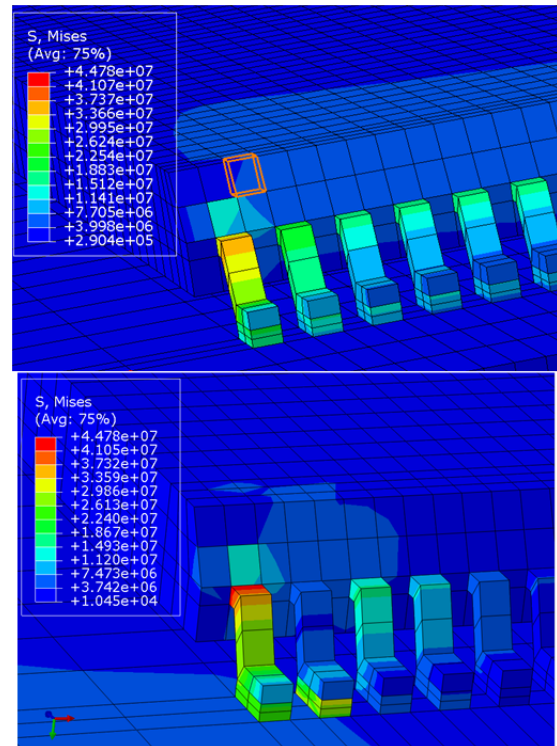 S, Mises
(Avg: 75%)
+4.478e+07
+4.107e+07
+3.737e+07
+3.366e+07
+2.995e+07
+2.624e+07
+2.254e+07
+1.883e+07
+1.512e+07
+1.141e+07
+7.705e+06
+3.998e+06
+2.904e+05
S, Mises
(Avg: 75%)
+4.478e+07
+4.105e+07
+3.732e+07
+3.359e+07
+2.986e+07
+2.613e+07
+2.240e+07
+1.867e+07
+1.493e+07
+1.120e+07
+7.473e+06
+3.742e+06
+1.045e+04